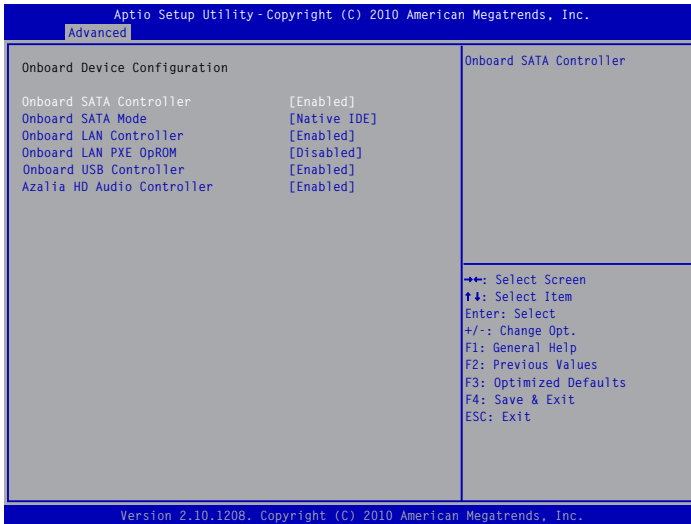 Aptio Setup Utility - Copyright (C) 2010 American Megatrends, Inc.
Advanced
Onboard Device Configuration
Onboard SATA Controller [Enabled]
Onboard SATA Mode [Native IDE]
Onboard LAN Controller [Enabled]
Onboard LAN PXE OpROM [Disabled]
Onboard USB Controller [Enabled]
Azalia HD Audio Controller [Enabled]
Onboard SATA Controller
→←: Select Screen
↑↓: Select Item
Enter: Select
+/-: Change Opt.
F1: General Help
F2: Previous Values
F3: Optimized Defaults
F4: Save & Exit
ESC: Exit
Version 2.10.1208. Copyright (C) 2010 American Megatrends, Inc.